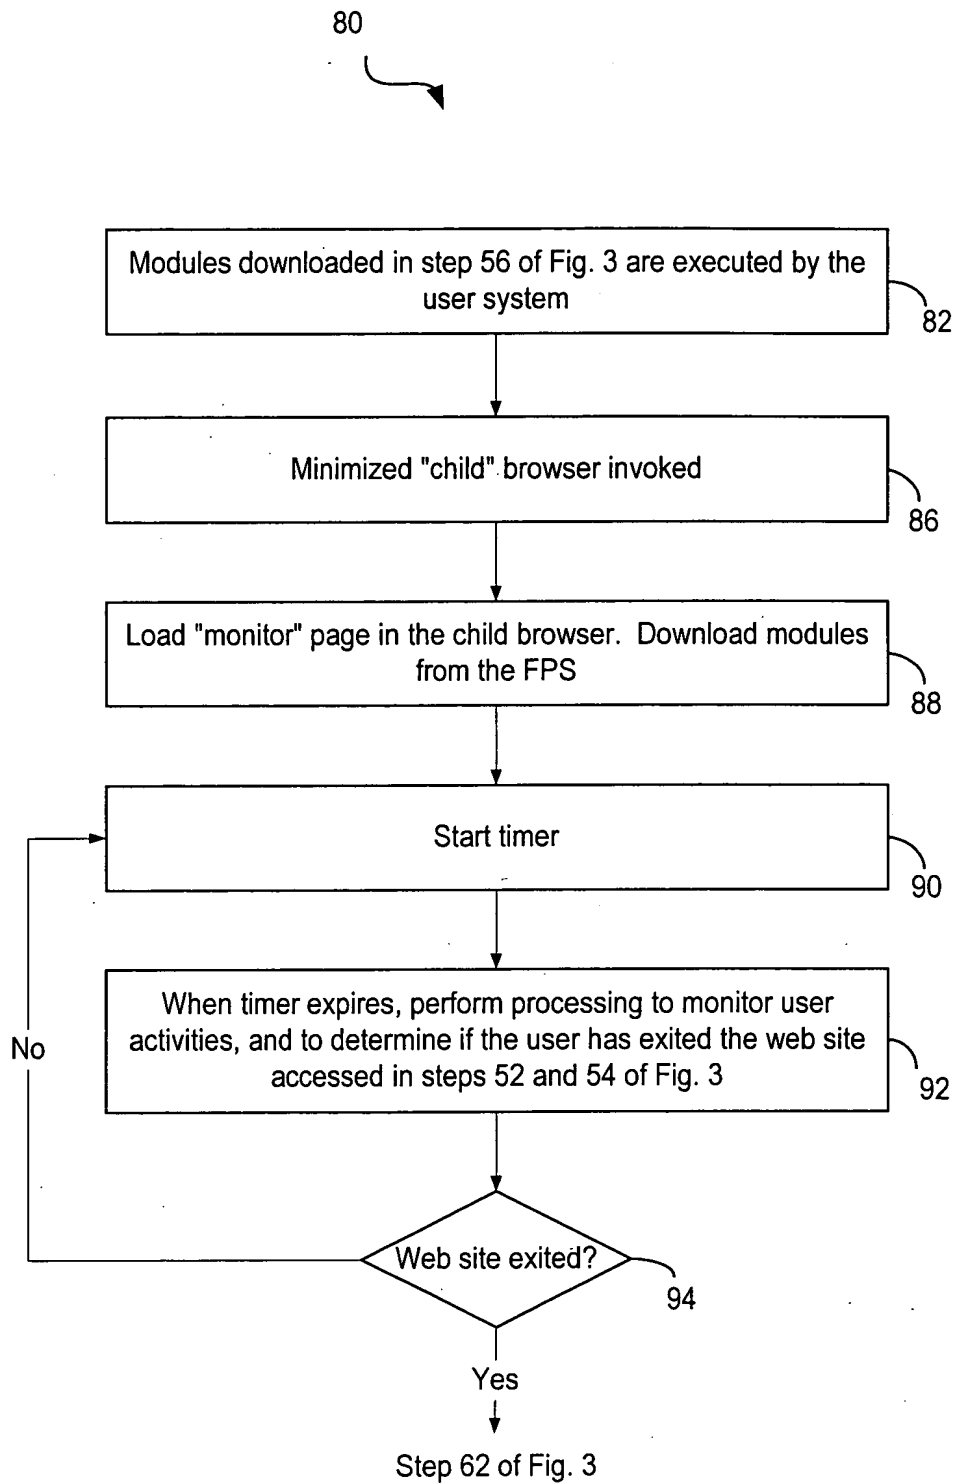 80
Modules downloaded in step 56 of Fig. 3 are executed by the
user system
82
Minimized "child" browser invoked
86
Load "monitor" page in the child browser. Download modules
from the FPS
88
Start timer
90
When timer expires, perform processing to monitor user
activities, and to determine if the user has exited the web site
accessed in steps 52 and 54 of Fig. 3
92
No
Web site exited?
94
Yes
Step 62 of Fig. 3